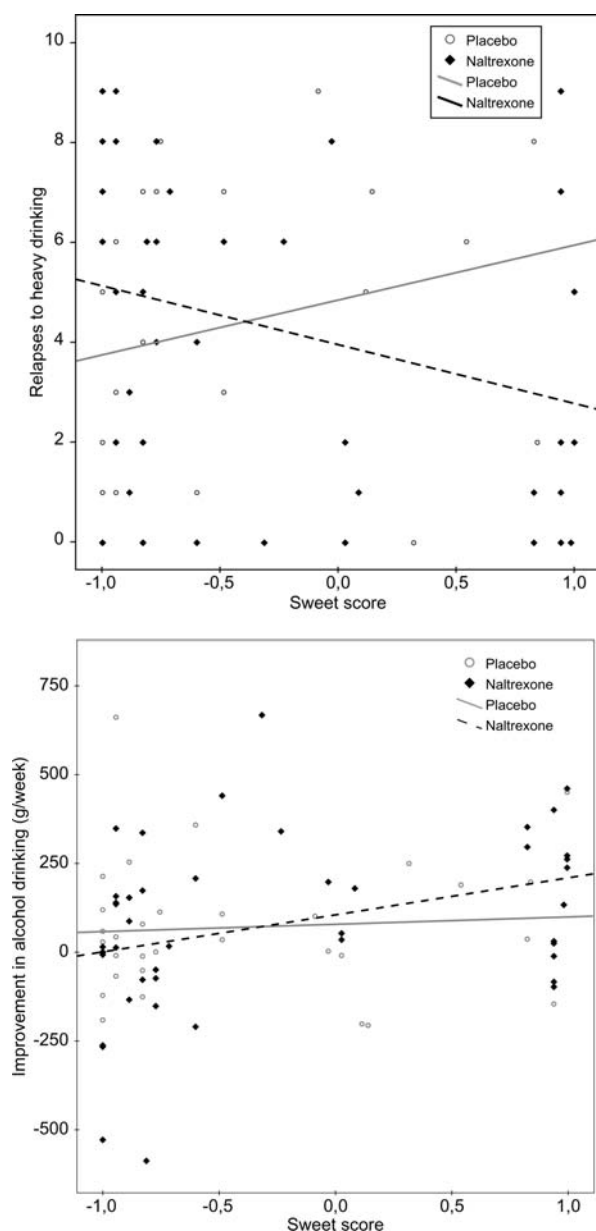 10
8
6
4
2
0
Relapses to heavy drinking
Placebo
Naltrexone
Placebo
Naltrexone
-1,0
-0,5
0,0
0,5
1,0
Sweet score
750
500
250
0
-250
-500
Improvement in alcohol drinking (g/week)
Placebo
Naltrexone
Placebo
Naltrexone
-1,0
-0,5
0,0
0,5
1,0
Sweet score